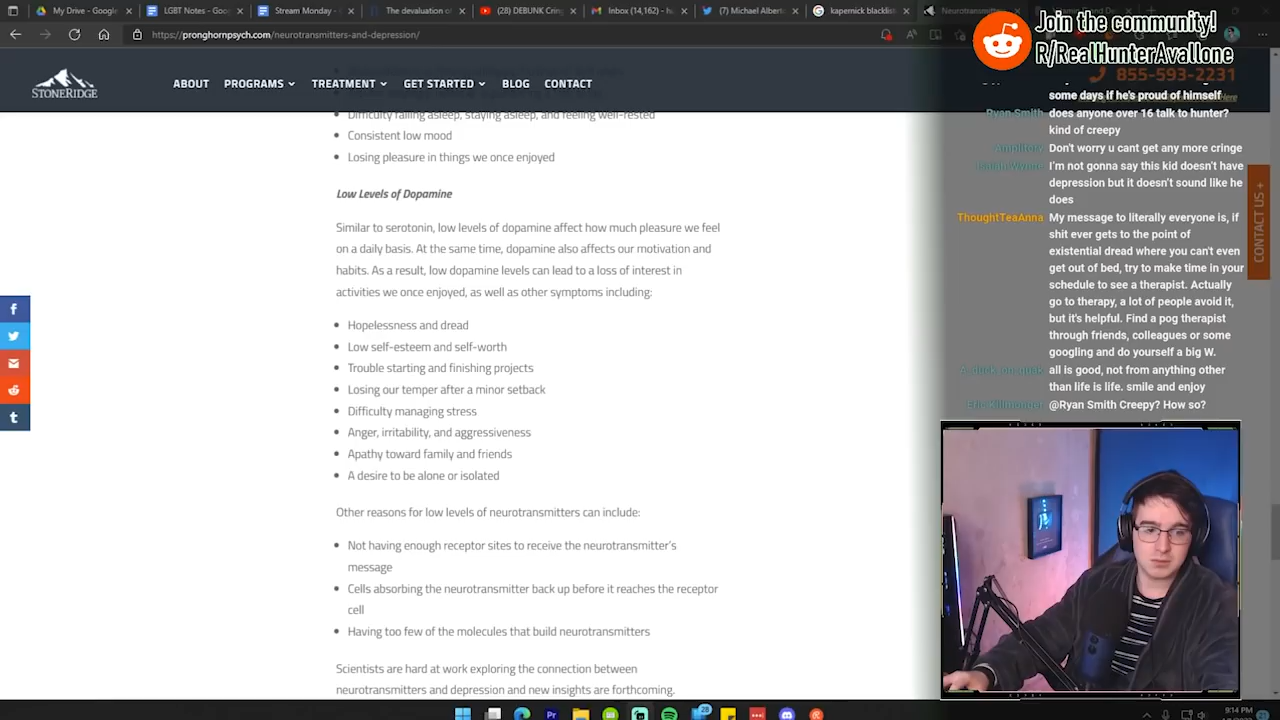 My Drive - Goog
LGBT Notes - Go
Stream Monday -
The devaluation of
(28) DEBUNK Crin
Inbox (14,162) - hu
(7) Michael Albert
kapernick blacklist
Neurotransmitters
https://pronghornpsych.com/neurotransmitters-and-depression/
Join the community!
R/RealHunterAvallone
STONERIDGE
ABOUT
PROGRAMS
TREATMENT
GET STARTED
BLOG
CONTACT
855-593-2231
Difficulty falling asleep, staying asleep, and feeling well-rested
Consistent low mood
Losing pleasure in things we once enjoyed
Low Levels of Dopamine
Similar to serotonin, low levels of dopamine affect how much pleasure we feel
on a daily basis. At the same time, dopamine also affects our motivation and
habits. As a result, low dopamine levels can lead to a loss of interest in
activities we once enjoyed, as well as other symptoms including:
Hopelessness and dread
Low self-esteem and self-worth
Trouble starting and finishing projects
Losing our temper after a minor setback
Difficulty managing stress
Anger, irritability, and aggressiveness
Apathy toward family and friends
A desire to be alone or isolated
Other reasons for low levels of neurotransmitters can include:
Not having enough receptor sites to receive the neurotransmitter's
message
Cells absorbing the neurotransmitter back up before it reaches the receptor
cell
Having too few of the molecules that build neurotransmitters
Scientists are hard at work exploring the connection between
neurotransmitters and depression and new insights are forthcoming.
some days if he's proud of himself
Ryan Smith does anyone over 16 talk to hunter?
kind of creepy
Amplitory Don't worry u cant get any more cringe
I'm not gonna say this kid doesn't have
depression but it doesn't sound like he
does
ThoughtTeaAnna My message to literally everyone is, if
shit ever gets to the point of
existential dread where you can't even
get out of bed, try to make time in your
schedule to see a therapist. Actually
go to therapy, a lot of people avoid it,
but it's helpful. Find a pog therapist
through friends, colleagues or some
googling and do yourself a big W.
all is good, not from anything other
than life is life. smile and enjoy
Eric Killmonger @Ryan Smith Creepy? How so?
CONTACT US +
28
9:14 PM